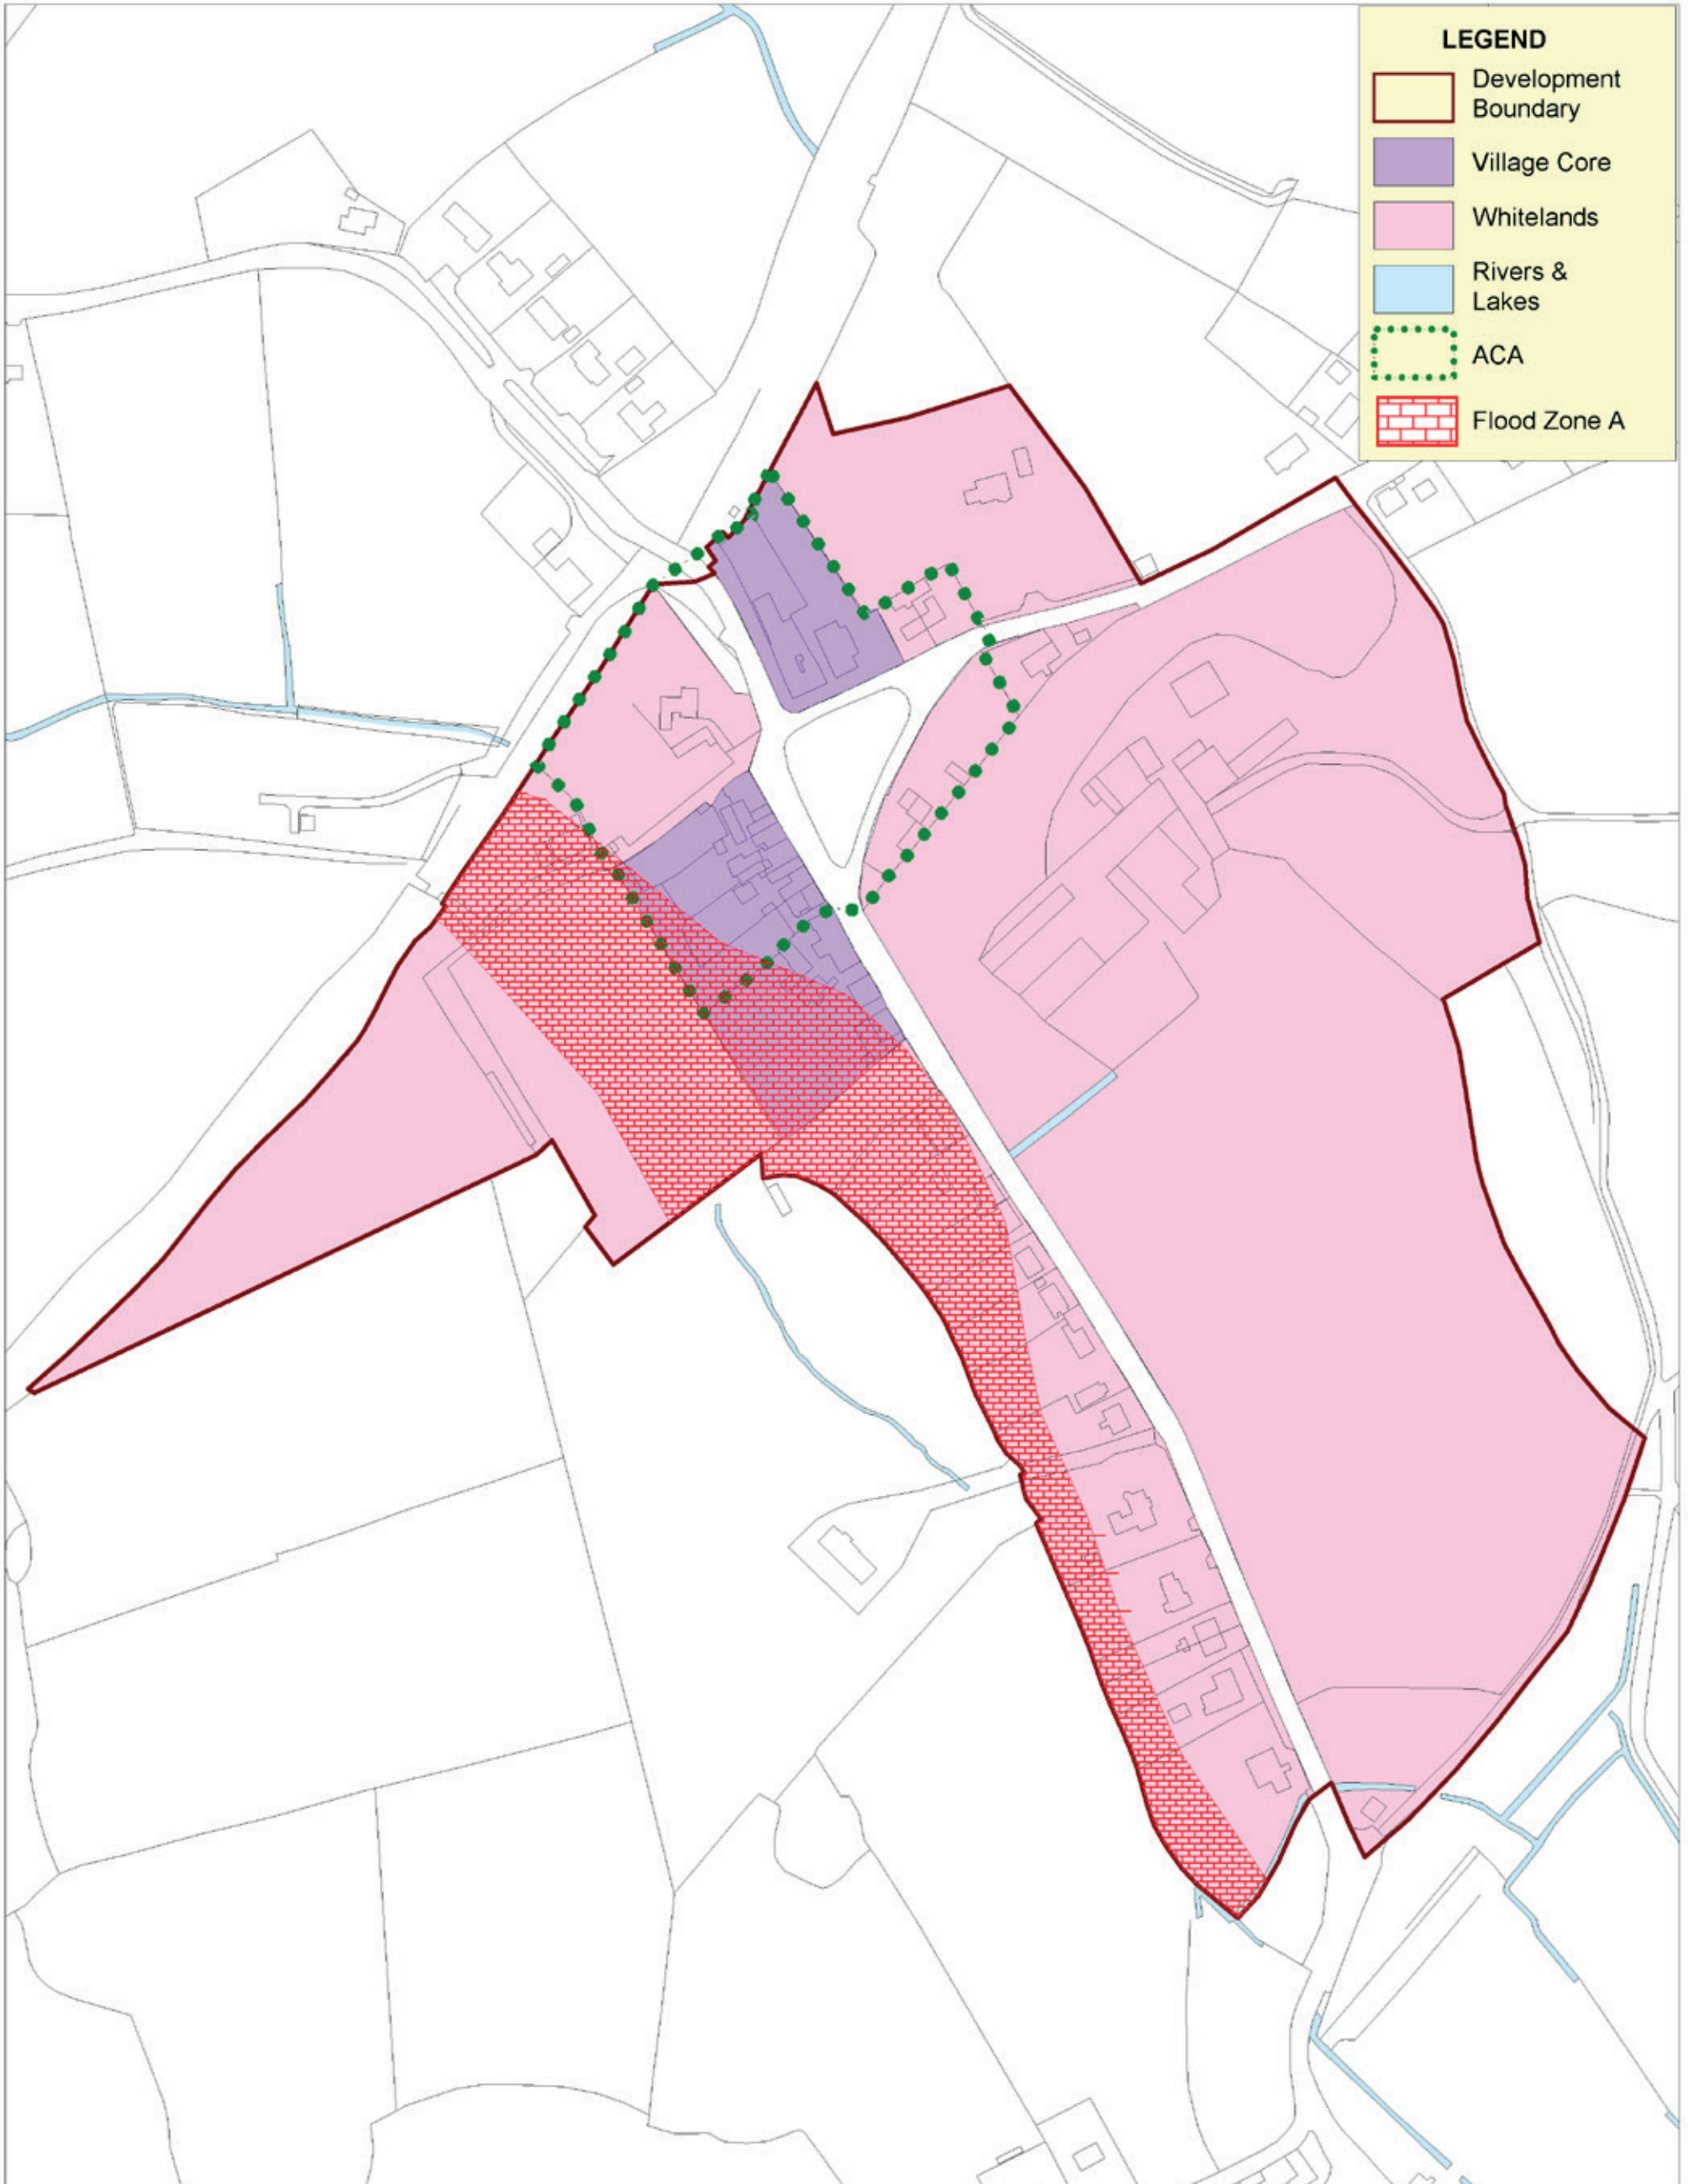 LEGEND
Development
Boundary
Village Core
Whitelands
Rivers &
Lakes
ACA
Flood Zone A